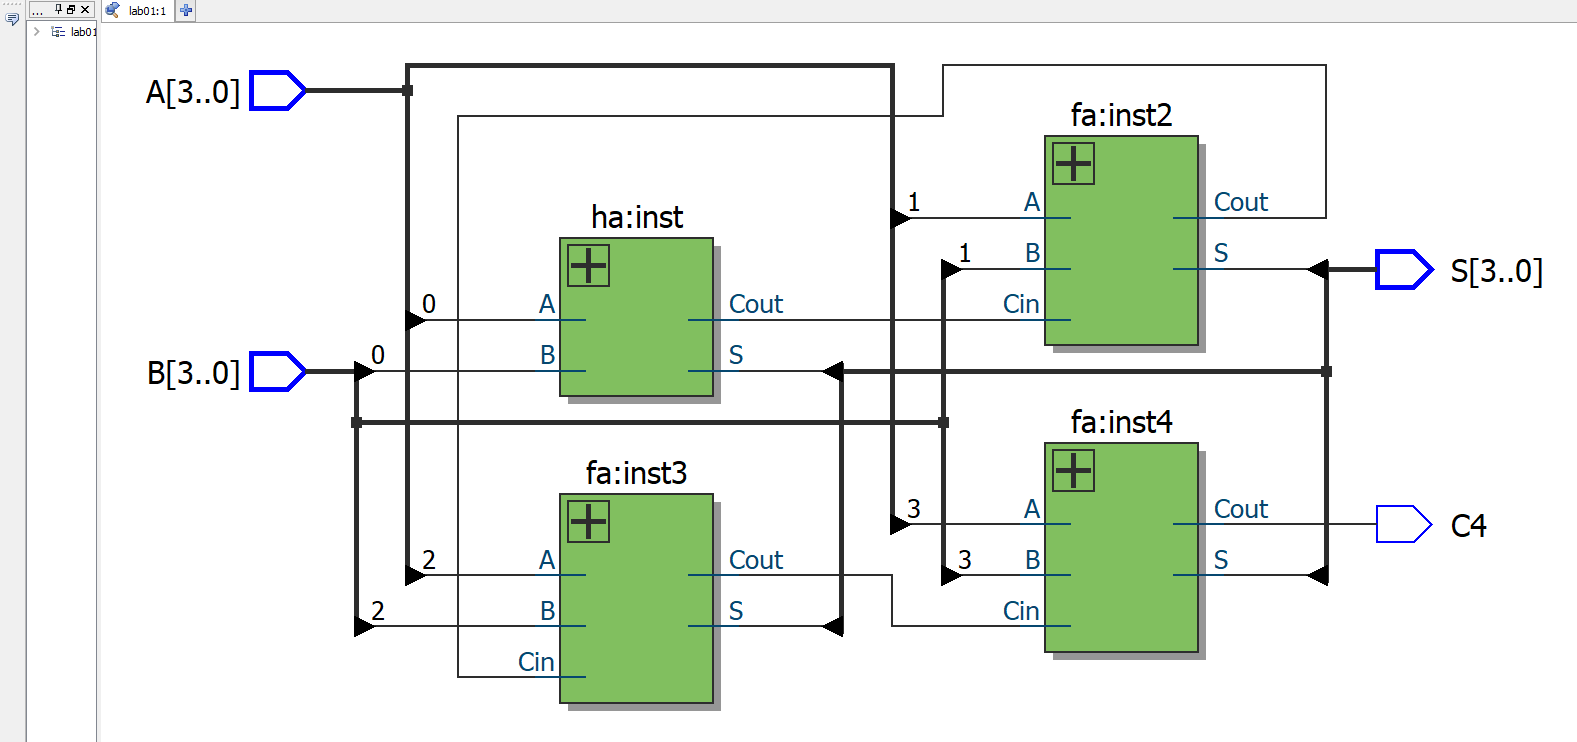 ...
lab01:1
lab01
A[3..0]
B[3..0]
ha:inst
0
A
Cout
0
B
S
fa:inst2
1
A
Cout
1
B
S
Cin
S[3..0]
fa:inst3
2
A
Cout
2
B
S
Cin
fa:inst4
3
A
Cout
3
B
S
Cin
C4